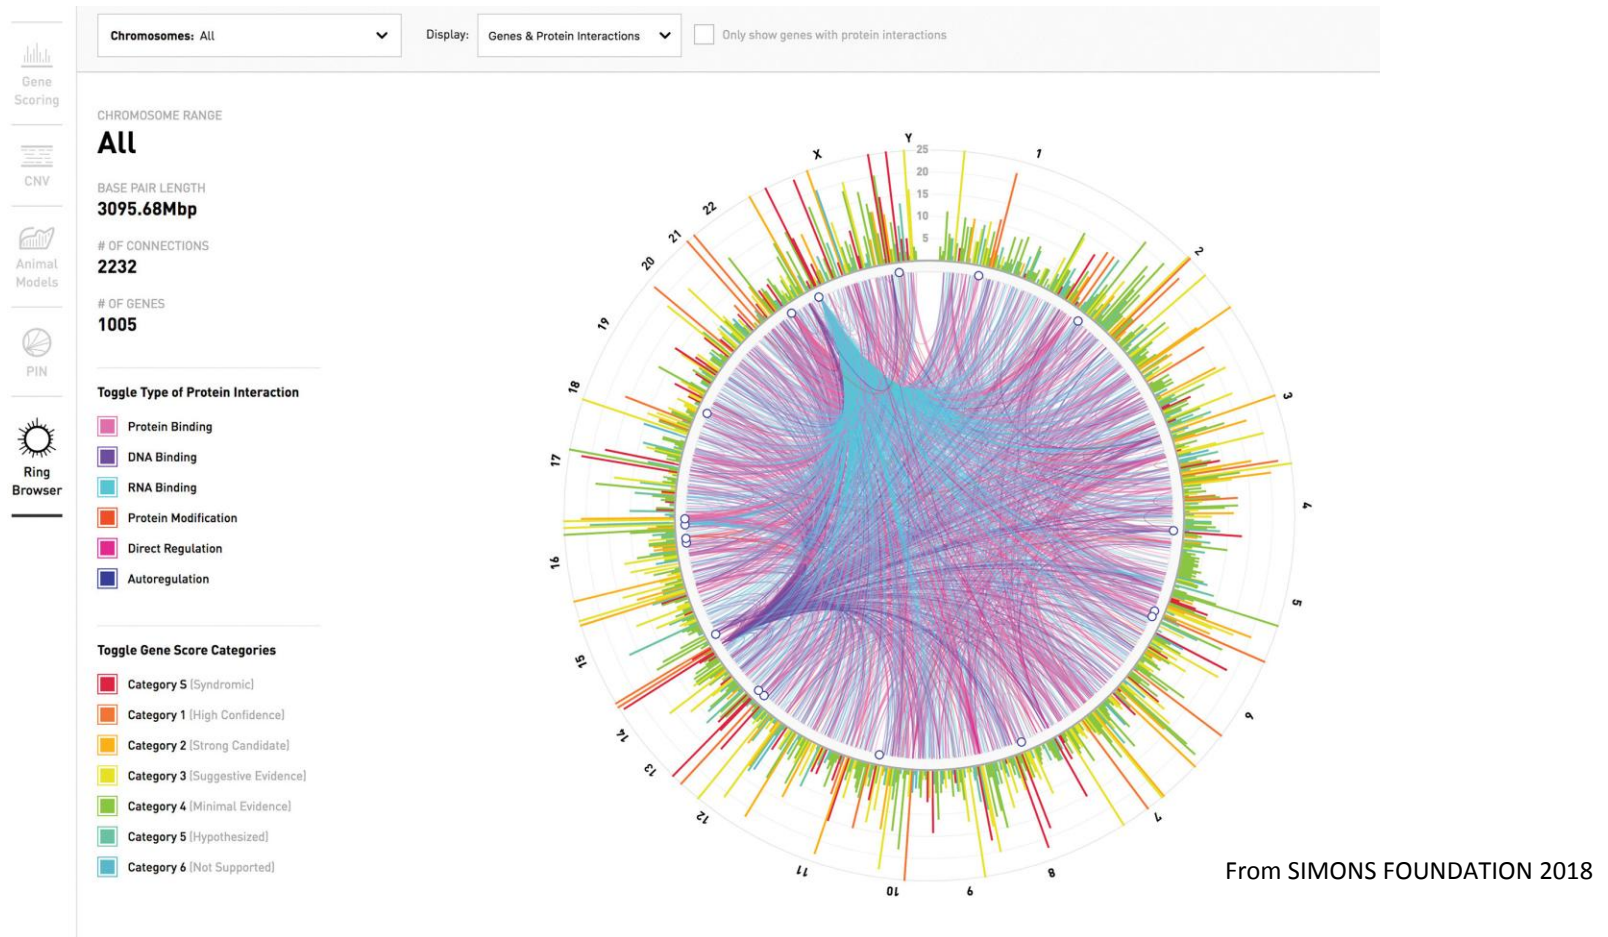 Chromosomes: All
Display:
Genes & Protein Interactions
Only show genes with protein interactions
Gene
Scoring
CNV
Animal
Models
PIN
Ring
Browser
CHROMOSOME RANGE
All
BASE PAIR LENGTH
3095.68Mbp
# OF CONNECTIONS
2232
# OF GENES
1005
Toggle Type of Protein Interaction
Protein Binding
DNA Binding
RNA Binding
Protein Modification
Direct Regulation
Autoregulation
Toggle Gene Score Categories
Category S (Syndromic)
Category 1 (High Confidence)
Category 2 (Strong Candidate)
Category 3 (Suggestive Evidence)
Category 4 (Minimal Evidence)
Category 5 (Hypothesized)
Category 6 (Not Supported)
25
20
15
10
5
1
2
3
4
5
6
7
8
9
10
11
12
13
14
15
16
17
18
19
20
21
22
X
Y
From SIMONS FOUNDATION 2018